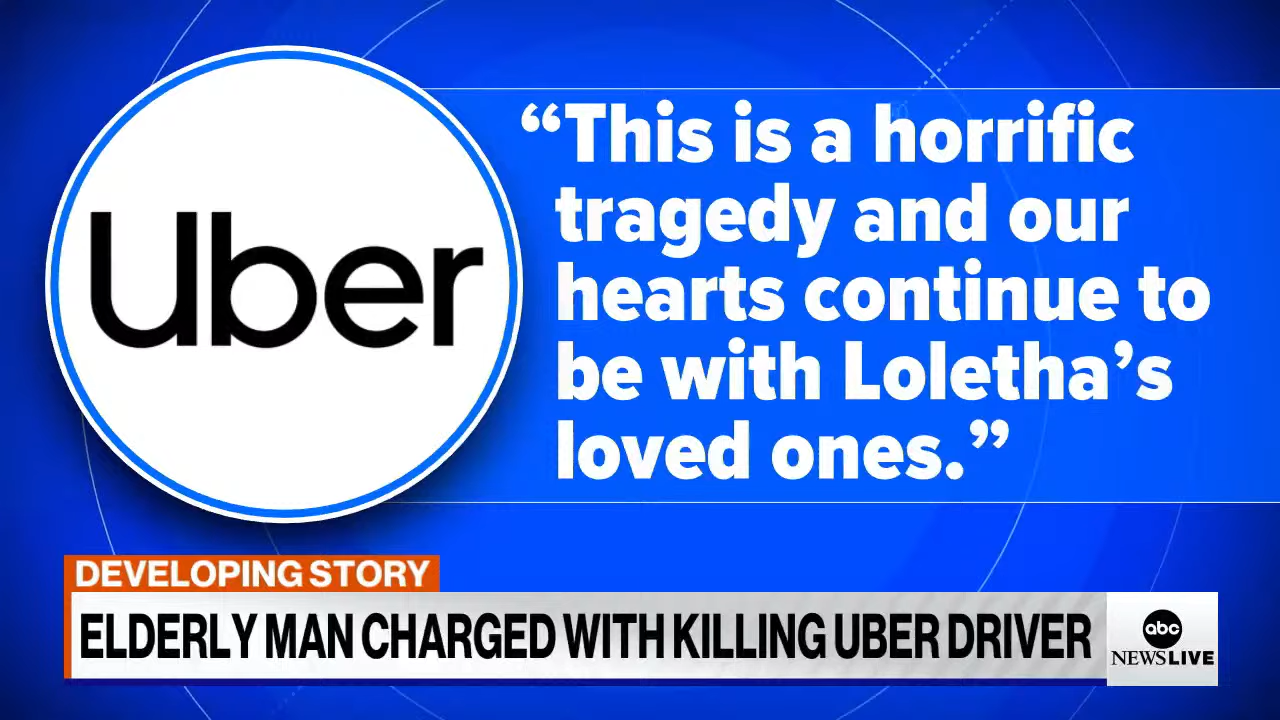 Uber
“This is a horrific
tragedy and our
hearts continue to
be with Loletha’s
loved ones.”
DEVELOPING STORY
ELDERLY MAN CHARGED WITH KILLING UBER DRIVER
abc
NEWS LIVE